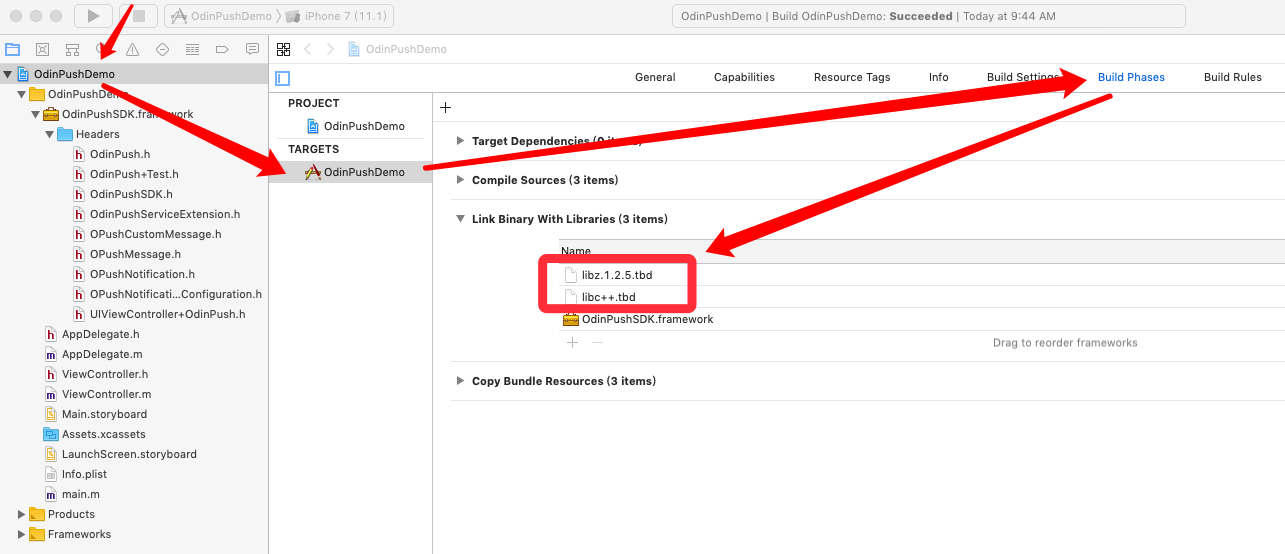 OdinPushDemo
iPhone 7 (11.1)
OdinPushDemo | Build OdinPushDemo: Succeeded | Today at 9:44 AM
OdinPushDemo
General
Capabilities
Resource Tags
Info
Build Settings
Build Phases
Build Rules
OdinPushDemo
OdinPushDemo
OdinPushSDK.framework
Headers
OdinPush.h
OdinPush+Test.h
OdinPushSDK.h
OdinPushServiceExtension.h
OPushCustomMessage.h
OPushMessage.h
OPushNotification.h
OPushNotificati...Configuration.h
UIViewController+OdinPush.h
AppDelegate.h
AppDelegate.m
ViewController.h
ViewController.m
Main.storyboard
Assets.xcassets
LaunchScreen.storyboard
Info.plist
main.m
Products
Frameworks
PROJECT
OdinPushDemo
TARGETS
OdinPushDemo
Target Dependencies (0 items)
Compile Sources (3 items)
Link Binary With Libraries (3 items)
Name
libz.1.2.5.tbd
libc++.tbd
OdinPushSDK.framework
Drag to reorder frameworks
Copy Bundle Resources (3 items)